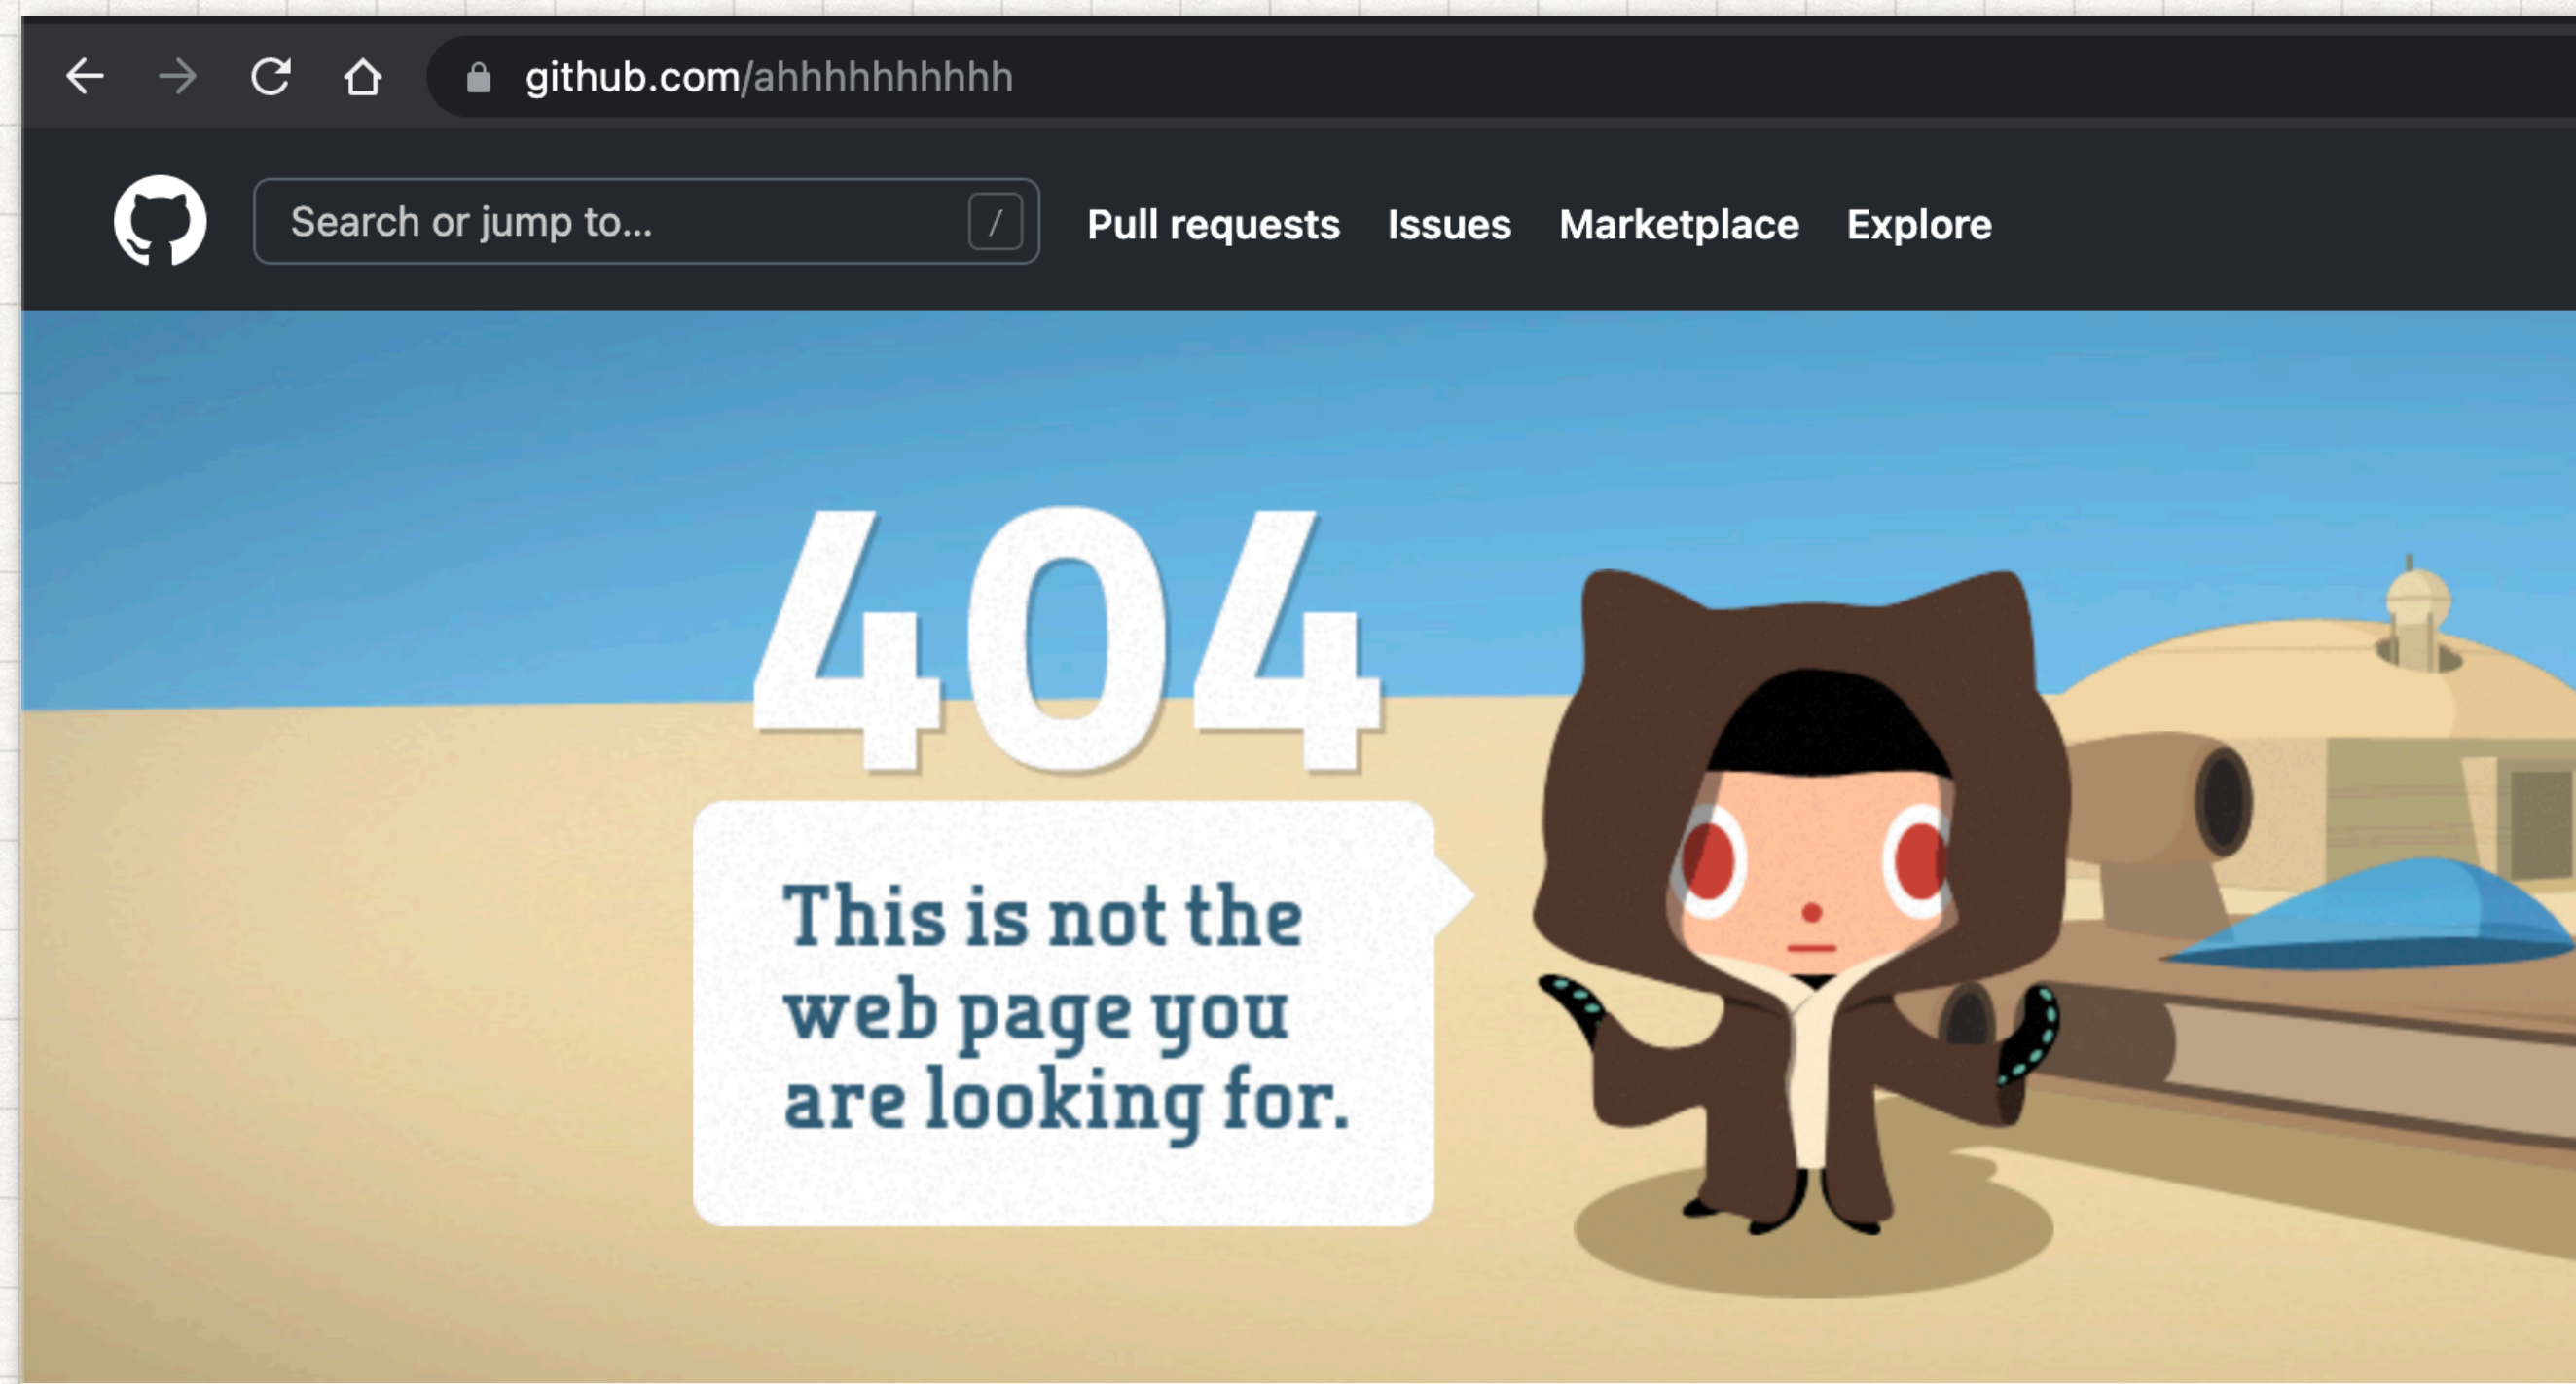 github.com/ahhhhhhhhhh
Search or jump to... /
Pull requests Issues Marketplace Explore
404
This is not the
web page you
are looking for.